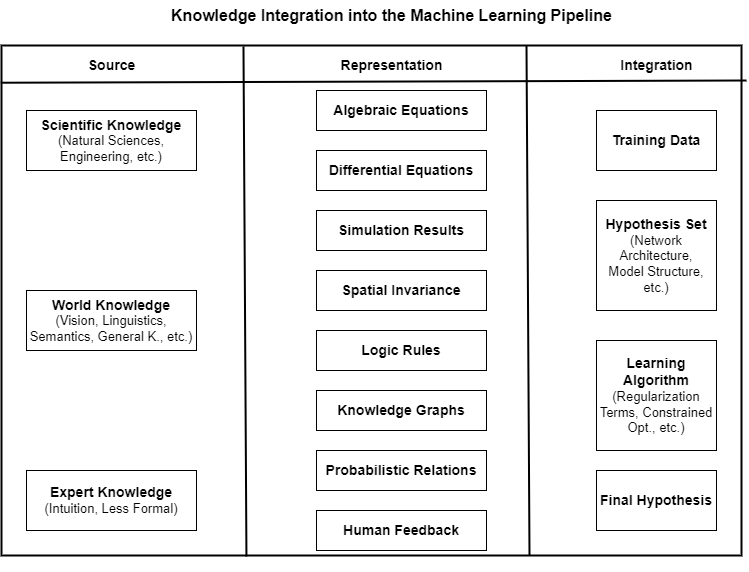 Knowledge Integration into the Machine Learning Pipeline
Source
Representation
Integration
Scientific Knowledge
(Natural Sciences,
Engineering, etc.)
World Knowledge
(Vision, Linguistics,
Semantics, General K., etc.)
Expert Knowledge
(Intuition, Less Formal)
Algebraic Equations
Differential Equations
Simulation Results
Spatial Invariance
Logic Rules
Knowledge Graphs
Probabilistic Relations
Human Feedback
Training Data
Hypothesis Set
(Network
Architecture,
Model Structure,
etc.)
Learning
Algorithm
(Regularization
Terms, Constrained
Opt., etc.)
Final Hypothesis